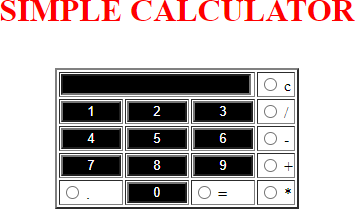 SIMPLE CALCULATOR
c
1 2 3 /
4 5 6 -
7 8 9 +
. 0 = *